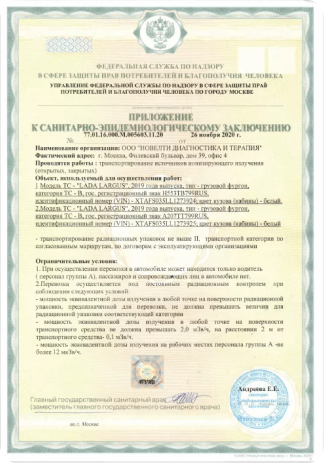 ФЕДЕРАЛЬНАЯ СЛУЖБА ПО НАДЗОРУ
В СФЕРЕ ЗАЩИТЫ ПРАВ ПОТРЕБИТЕЛЕЙ И БЛАГОПОЛУЧИЯ ЧЕЛОВЕКА
УПРАВЛЕНИЕ ФЕДЕРАЛЬНОЙ СЛУЖБЫ ПО НАДЗОРУ В СФЕРЕ ЗАЩИТЫ ПРАВ
ПОТРЕБИТЕЛЕЙ И БЛАГОПОЛУЧИЯ ЧЕЛОВЕКА ПО ГОРОДУ МОСКВЕ
ПРИЛОЖЕНИЕ
К САНИТАРНО-ЭПИДЕМИОЛОГИЧЕСКОМУ ЗАКЛЮЧЕНИЮ
№ 77.01.16.000.М.005603.11.20 от 26 ноября 2020 г.
Наименование организации: ООО "НОВЕЛТИ ДИАГНОСТИКА И ТЕРАПИЯ"
Фактический адрес: г. Москва, Филевский бульвар, дом 39, офис 4
Проводятся работы: транспортирование источников ионизирующего излучения
(открытых, закрытых)
Объект, используемый для осуществления работ:
1 Модель ТС - "LADA LARGUS", 2019 года выпуска, тип - грузовой фургон,
категория ТС - В, гос. регистрационный знак Н553ТВ799RUS,
идентификационный номер (VIN) - XTAFS035LL1273924; цвет кузова (кабины) - белый.
2 Модель ТС - "LADA LARGUS", 2019 года выпуска, тип - грузовой фургон,
категория ТС - В, гос. регистрационный знак А207ТТ799RUS,
идентификационный номер (VIN) - XTAFS035LL1273925; цвет кузова (кабины) - белый
- транспортирование радиационных упаковок не выше II, транспортной категории по
согласованным маршрутам, по договорам с эксплуатирующими организациями
Ограничительные условия:
1. При осуществлении перевозки в автомобиле может находиться только водитель
( персонал группы А), пассажиров и сопровождающих лиц в автомобиле нет.
2.Перевозка осуществляется под постоянным радиационным контролем при
соблюдении следующих условий:
- мощность эквивалентной дозы излучения в любой точке на поверхности радиационной
упаковки, предназначенной для перевозки, не должна превышать величин для
радиационной упаковки соответствующей категории
- мощность эквивалентной дозы излучения в любой точке на поверхности
транспортного средства не должна превышать 2,0 мЗв/ч, на расстоянии 2 м от
транспортного средства- 0,1 мЗв/ч.
- мощность эквивалентной дозы излучения на рабочих местах персонала группы А -не
более 12 мкЗв/ч.
Андреева Е.Е.
Главный государственный санитарный врач
(заместитель главного государственного санитарного врача)
по г. Москве